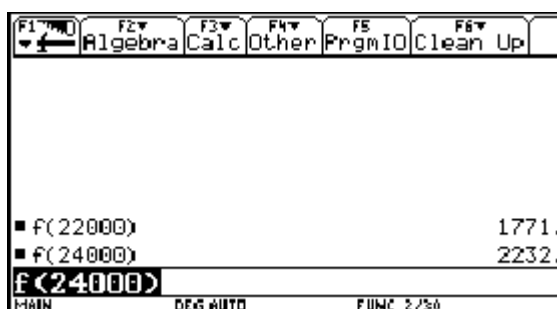 F1 F2 F3 F4 F5 F6
Algebra Calc Other PrgmIO Clean Up
f(22000) 1771.
f(24000) 2232.
f(24000)
MAIN DEG AUTO FUNC 2/30